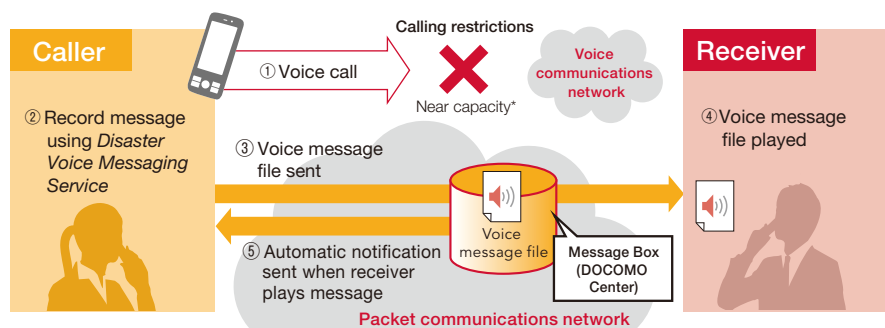 Caller
① Voice call
Calling restrictions
Near capacity*
Voice
communications
network
Receiver
② Record message
using Disaster
Voice Messaging
Service
③ Voice message
file sent
④ Voice message
file played
Voice
message file
Message Box
(DOCOMO
Center)
⑤ Automatic notification
sent when receiver
plays message
Packet communications network